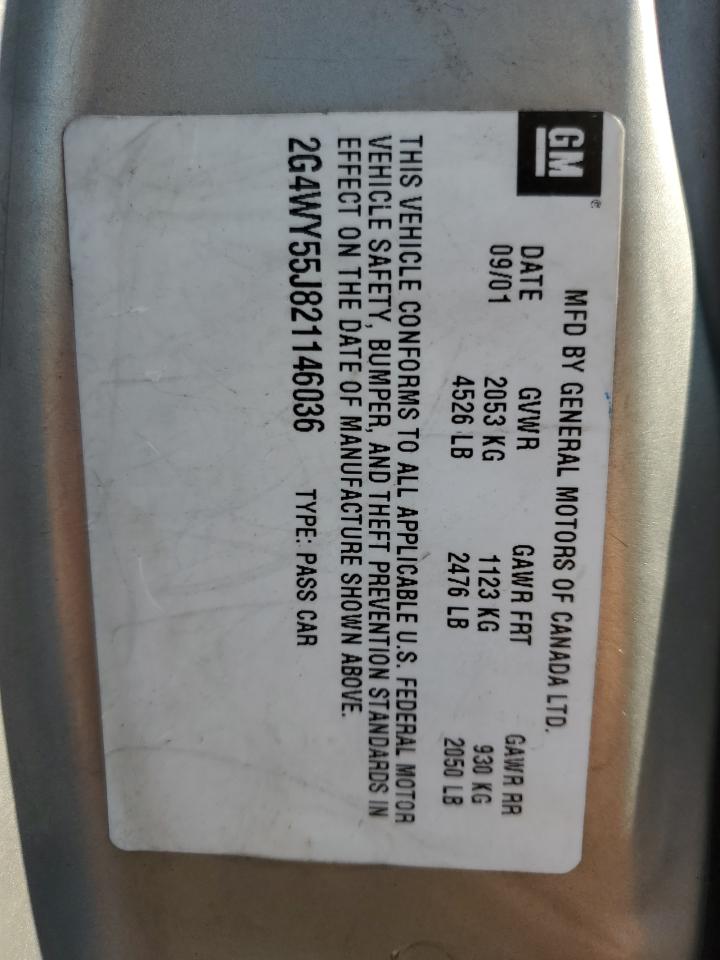 GM®
MFD BY GENERAL MOTORS OF CANADA LTD.
DATE GVWR GAWR FRT GAWR RR
09/01 2053 KG 1123 KG 930 KG
4526 LB 2476 LB 2050 LB
THIS VEHICLE CONFORMS TO ALL APPLICABLE U.S. FEDERAL MOTOR
VEHICLE SAFETY, BUMPER, AND THEFT PREVENTION STANDARDS IN
EFFECT ON THE DATE OF MANUFACTURE SHOWN ABOVE.
2G4WY55J821146036 TYPE: PASS CAR